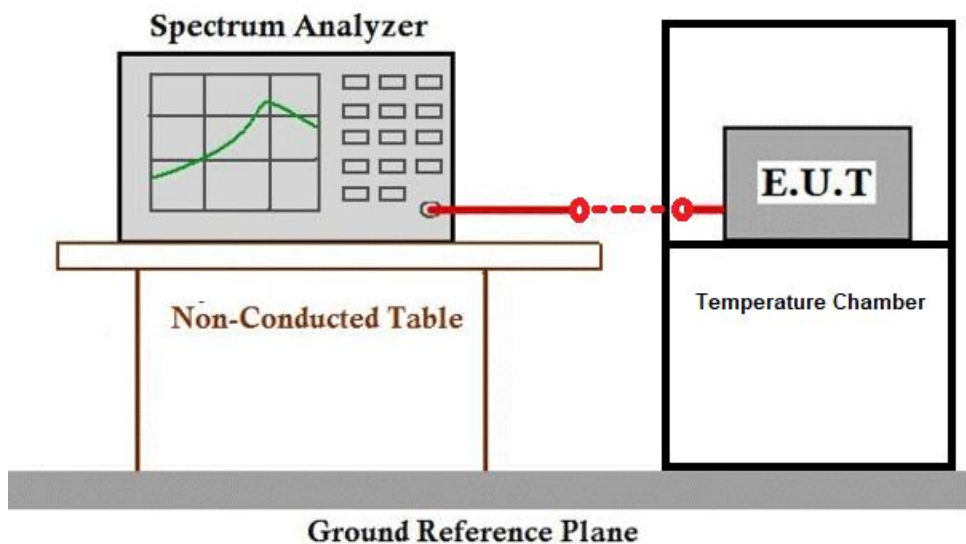 Spectrum Analyzer
E.U.T
Temperature Chamber
Non-Conducted Table
Ground Reference Plane